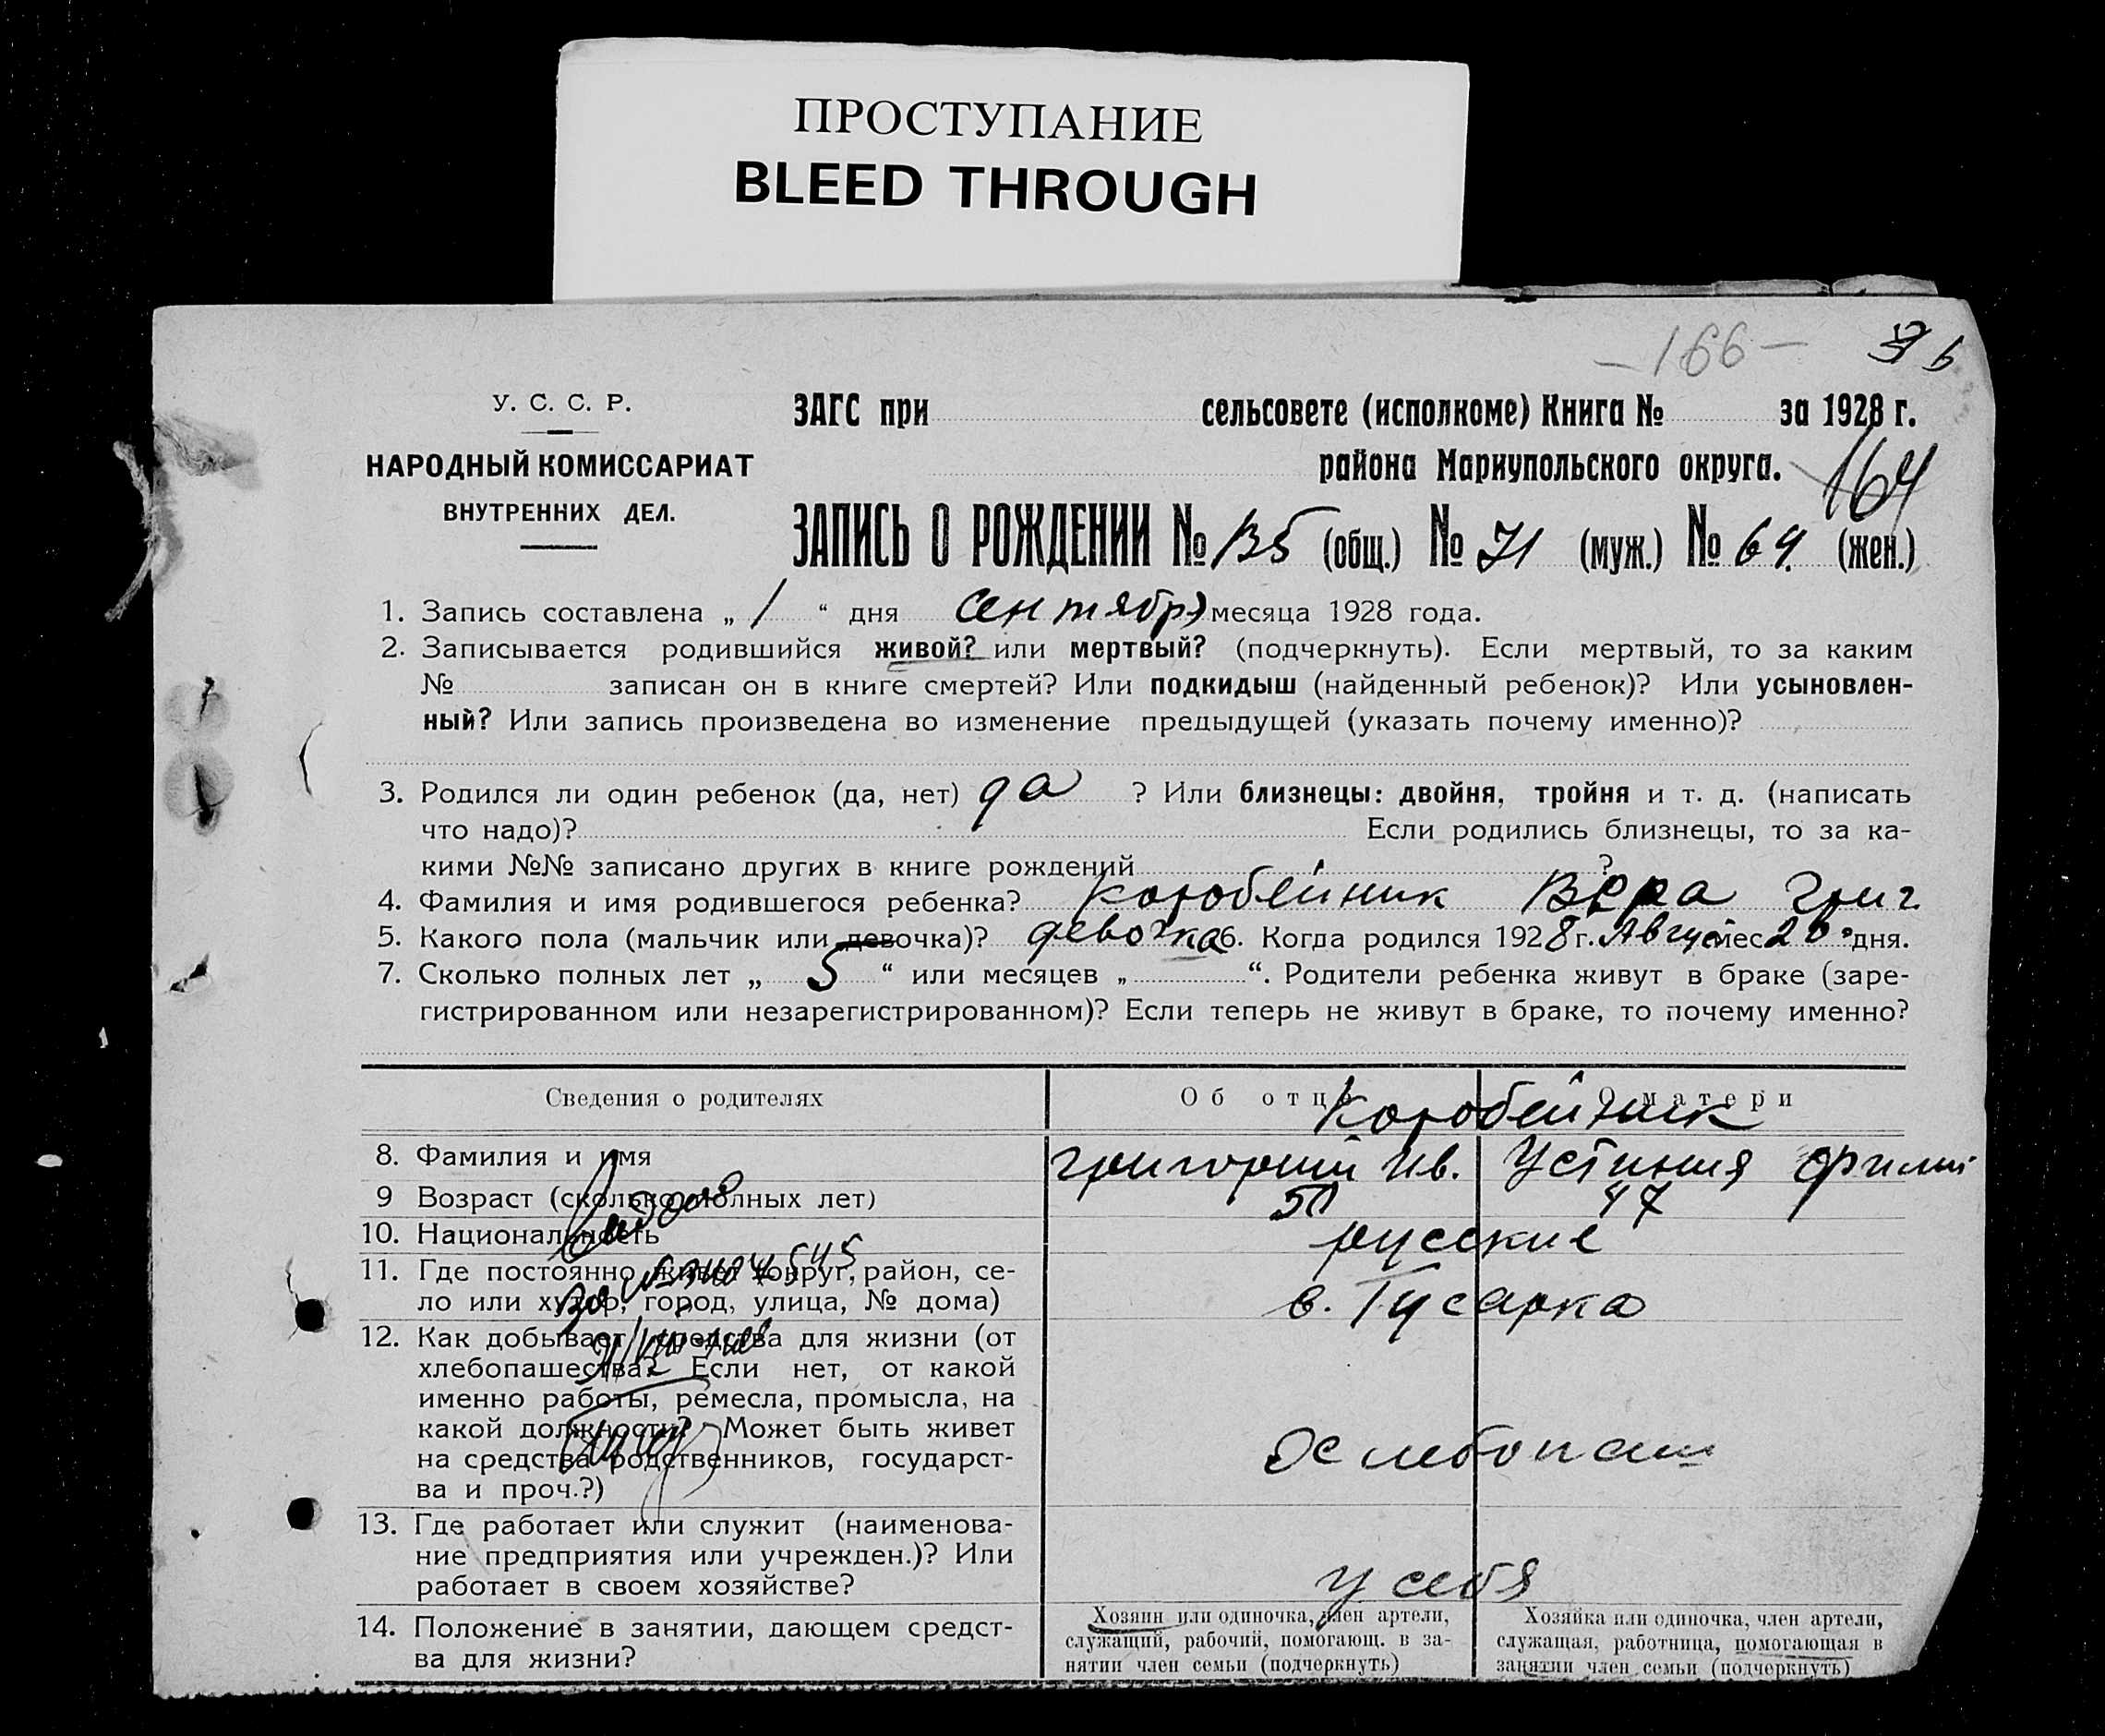 ПРОСТУПАНИЕ
BLEED THROUGH
— 166 —
У. С. С. Р.
НАРОДНЫЙ КОМИССАРИАТ
ВНУТРЕННИХ ДЕЛ.
ЗАГС при сельсовете (исполкоме) Книга № за 1928 г.
района Мариупольского округа.
164
ЗАПИСЬ О РОЖДЕНИИ № 135 (общ.) № 71 (муж.) № 64. (жен.)
1. Запись составлена „ 1 “ дня Сентября месяца 1928 года.
2. Записывается родившийся живой? или мертвый? (подчеркнуть). Если мертвый, то за каким
№ записан он в книге смертей? Или подкидыш (найденный ребенок)? Или усыновлен-
ный? Или запись произведена во изменение предыдущей (указать почему именно)?
3. Родился ли один ребенок (да, нет) да ? Или близнецы: двойня, тройня и т. д. (написать
что надо)? Если родились близнецы, то за ка-
кими №№ записано других в книге рождений ?
4. Фамилия и имя родившегося ребенка? Коробейник Вера Григ.
5. Какого пола (мальчик или девочка)? девочка 6. Когда родился 1928 г. Август мес. 26 дня.
7. Сколько полных лет „ 5 “ или месяцев „ “. Родители ребенка живут в браке (заре-
гистрированном или незарегистрированном)? Если теперь не живут в браке, то почему именно?
Сведения о родителях Об отце О матери
Коробейник
8. Фамилия и имя Григорий Ив. Устиния Филип
9 Возраст (сколько полных лет) 50 47
10. Национальность русские
11. Где постоянно живет (округ, район, се-
ло или хутор, город, улица, № дома) с. Гусарка
12. Как добывает средства для жизни (от
хлебопашества? Если нет, от какой
именно работы, ремесла, промысла, на
какой должности? Может быть живет
на средства родственников, государст-
ва и проч.?)
Хлебопаш
13. Где работает или служит (наименова-
ние предприятия или учрежден.)? Или
работает в своем хозяйстве?
у себя
14. Положение в занятии, дающем средст-
ва для жизни?
Хозяин или одиночка, член артели,
служащий, рабочий, помогающ. в за-
нятии член семьи (подчеркнуть)
Хозяйка или одиночка, член артели,
служащая, работница, помогающая в
занятии член семьи (подчеркнуть)